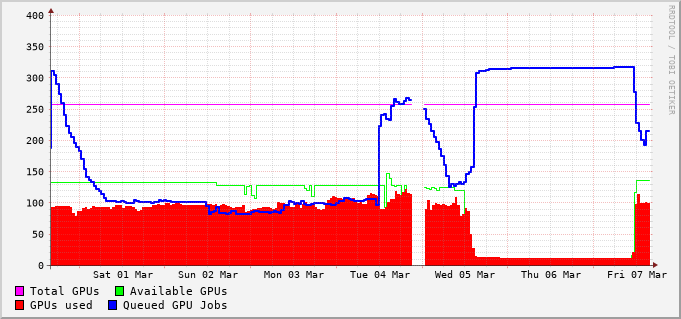 400
350
300
250
200
150
100
50
0
Sat 01 Mar Sun 02 Mar Mon 03 Mar Tue 04 Mar Wed 05 Mar Thu 06 Mar Fri 07 Mar
Total GPUs Available GPUs
GPUs used Queued GPU Jobs
RRDTOOL / TOBI OETIKER